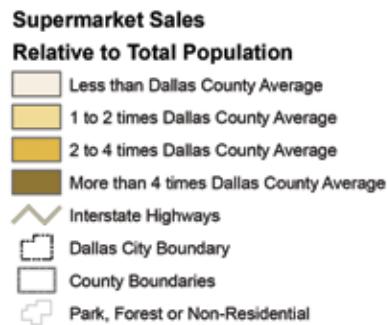 Supermarket Sales
Relative to Total Population
Less than Dallas County Average
1 to 2 times Dallas County Average
2 to 4 times Dallas County Average
More than 4 times Dallas County Average
Interstate Highways
Dallas City Boundary
County Boundaries
Park, Forest or Non-Residential